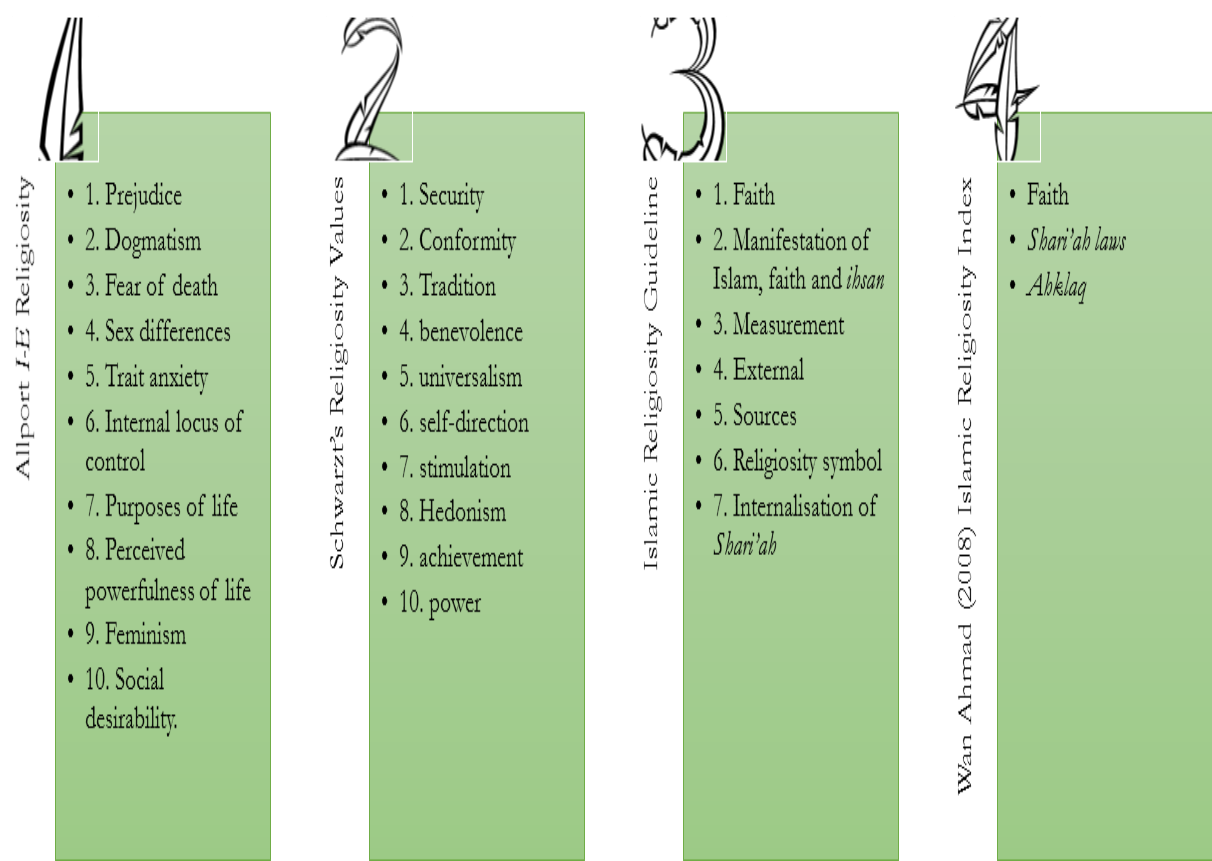 1
Allport I-E Religiosity
• 1. Prejudice
• 2. Dogmatism
• 3. Fear of death
• 4. Sex differences
• 5. Trait anxiety
• 6. Internal locus of
control
• 7. Purposes of life
• 8. Perceived
powerfulness of life
• 9. Feminism
• 10. Social
desirability.
2
Schwarzt's Religiosity Values
• 1. Security
• 2. Conformity
• 3. Tradition
• 4. benevolence
• 5. universalism
• 6. self-direction
• 7. stimulation
• 8. Hedonism
• 9. achievement
• 10. power
3
Islamic Religiosity Guideline
• 1. Faith
• 2. Manifestation of
Islam, faith and ihsan
• 3. Measurement
• 4. External
• 5. Sources
• 6. Religiosity symbol
• 7. Internalisation of
Shari'ah
4
Wan Ahmad (2008) Islamic Religiosity Index
• Faith
• Shari'ah laws
• Ahklaq